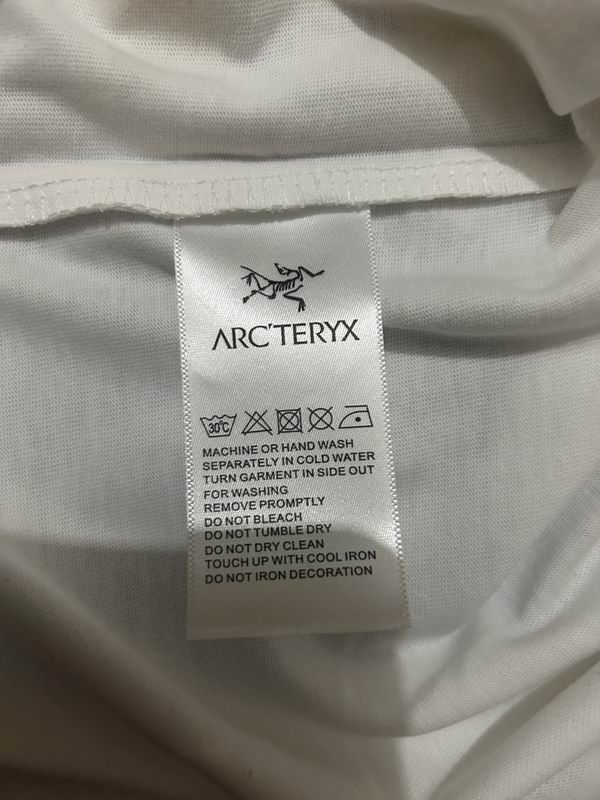 ARC'TERYX
30°C
MACHINE OR HAND WASH
SEPARATELY IN COLD WATER
TURN GARMENT IN SIDE OUT
FOR WASHING
REMOVE PROMPTLY
DO NOT BLEACH
DO NOT TUMBLE DRY
DO NOT DRY CLEAN
TOUCH UP WITH COOL IRON
DO NOT IRON DECORATION